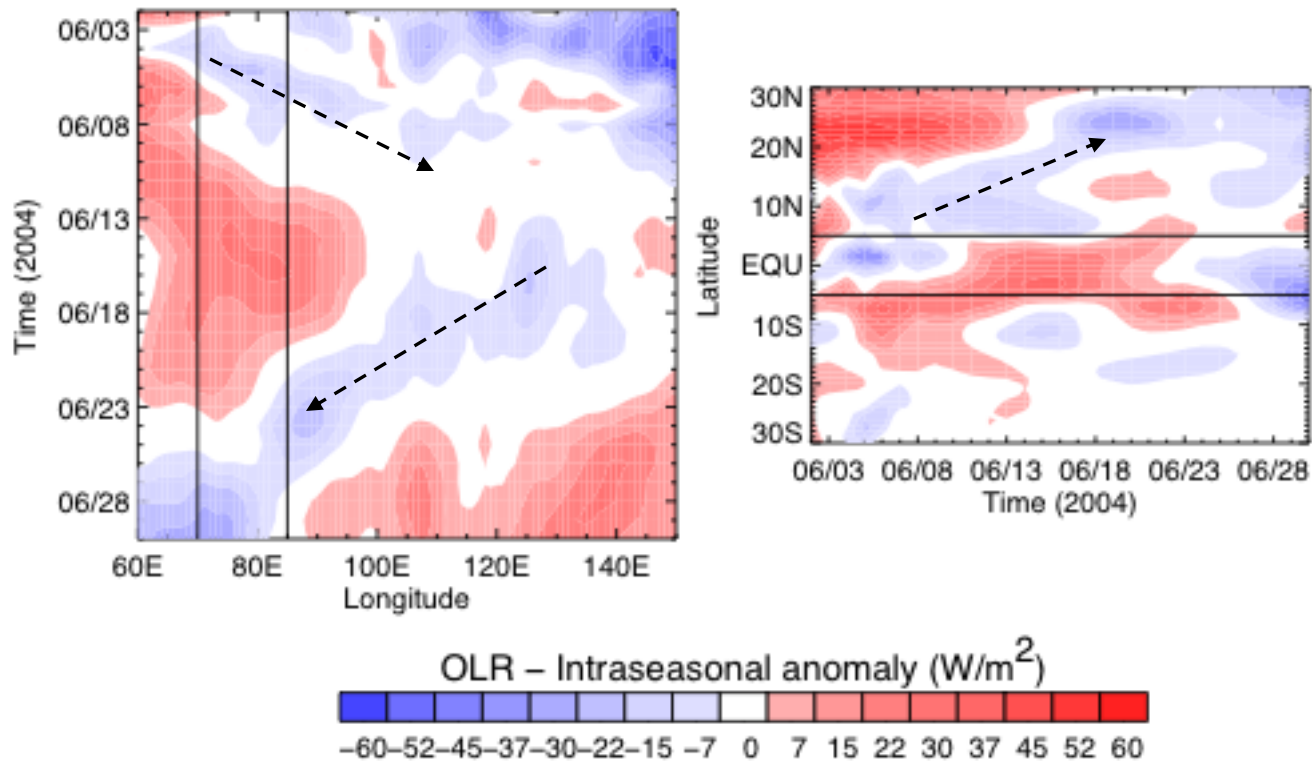 06/03
06/08
06/13
06/18
06/23
06/28
Time (2004)
60E 80E 100E 120E 140E
Longitude
30N
20N
10N
EQU
10S
20S
30S
Latitude
06/03 06/08 06/13 06/18 06/23 06/28
Time (2004)
OLR – Intraseasonal anomaly (W/m²)
–60 –52 –45 –37 –30 –22 –15 –7 0 7 15 22 30 37 45 52 60